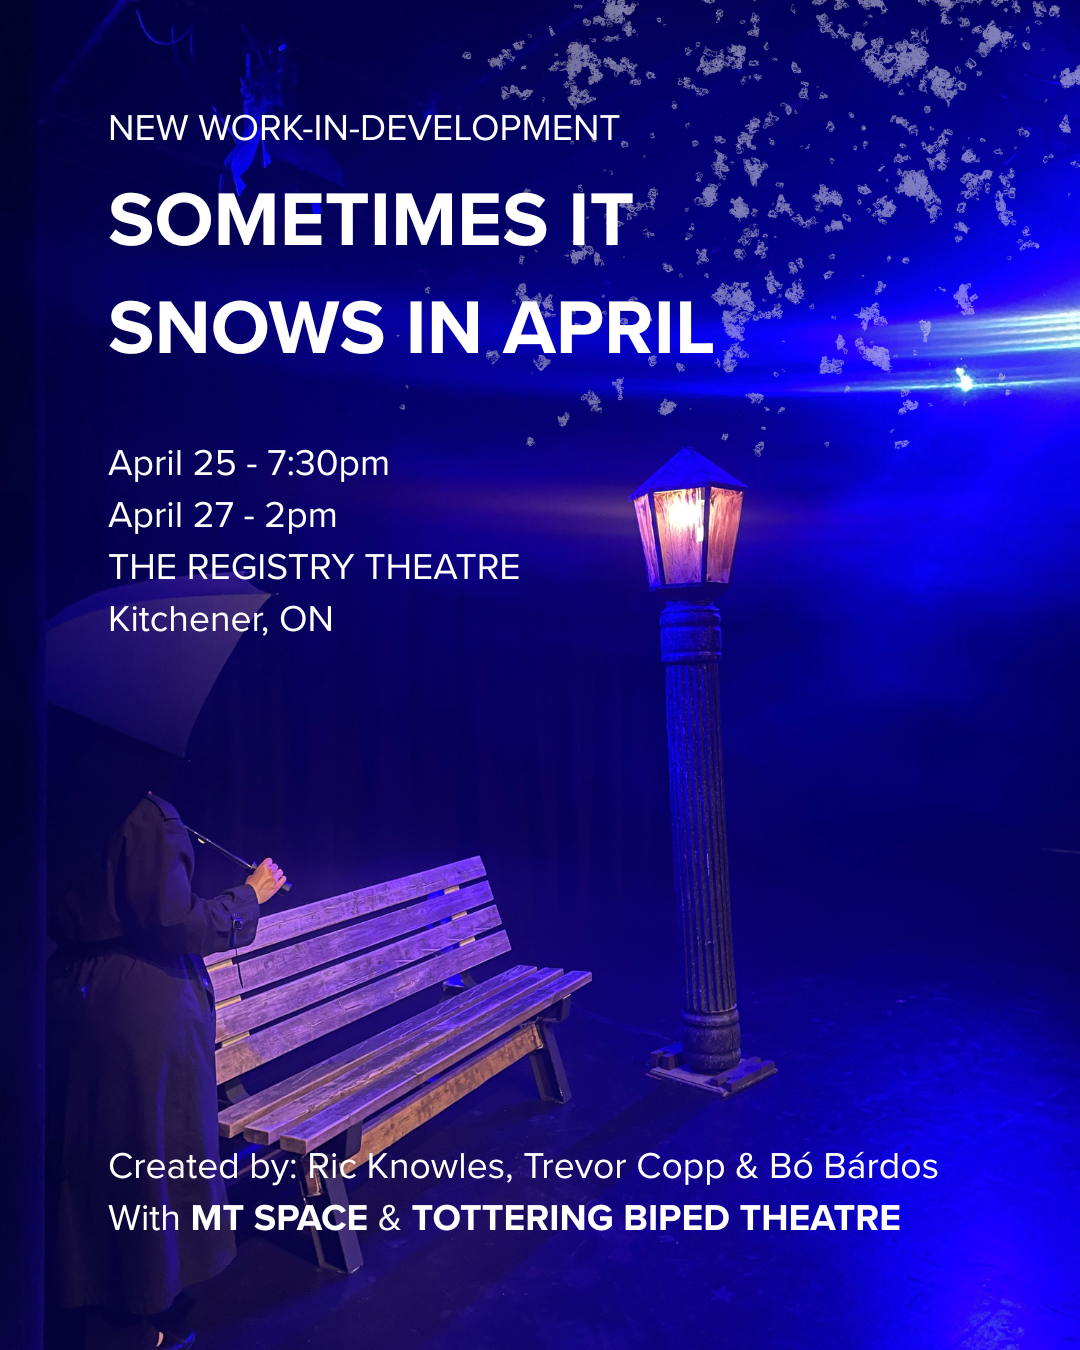 NEW WORK-IN-DEVELOPMENT
SOMETIMES IT
SNOWS IN APRIL
April 25 - 7:30pm
April 27 - 2pm
THE REGISTRY THEATRE
Kitchener, ON
Created by: Ric Knowles, Trevor Copp & Bó Bárdos
With MT SPACE & TOTTERING BIPED THEATRE